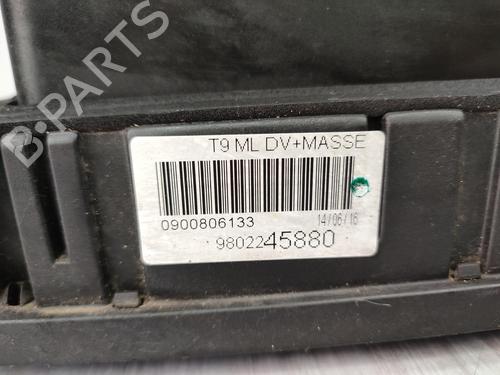 B-PARTS
T9 ML DV+MASSE
0900806133
14/06/16
9802245880